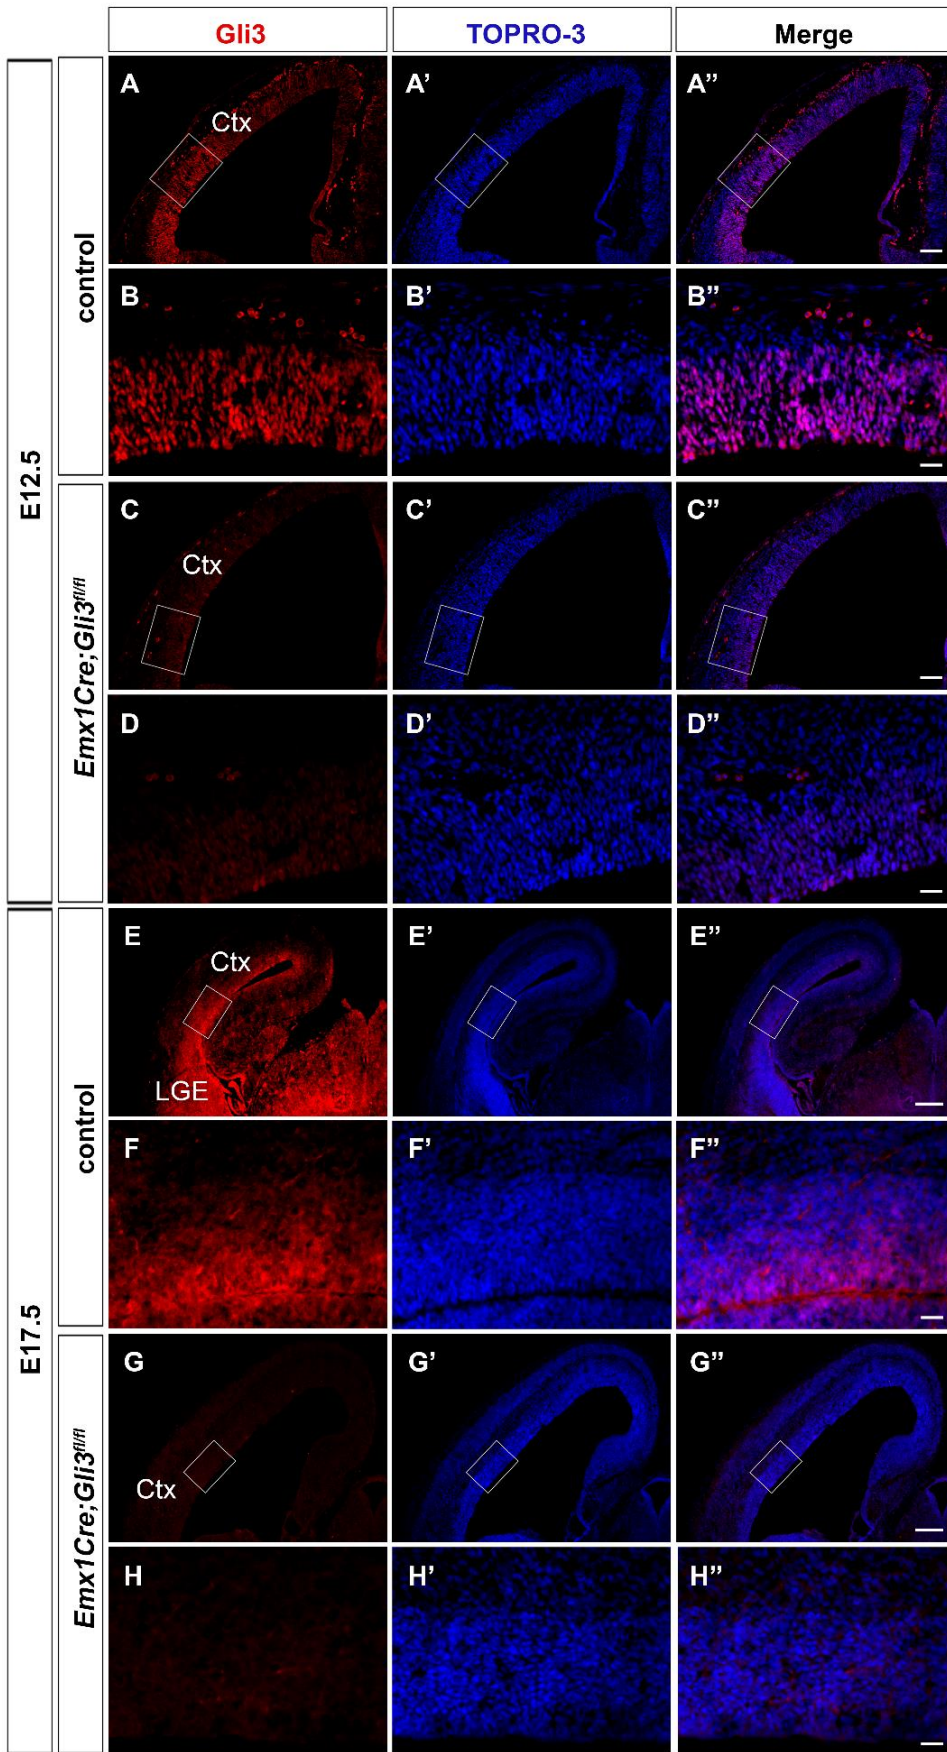 Gli3 TOPRO-3 Merge
E12.5
control
A Ctx A’ A’’
B B’ B’’
Emx1Cre;Gli3fl/fl
C Ctx C’ C’’
D D’ D’’
E17.5
control
E Ctx LGE E’ E’’
F F’ F’’
Emx1Cre;Gli3fl/fl
G Ctx G’ G’’
H H’ H’’